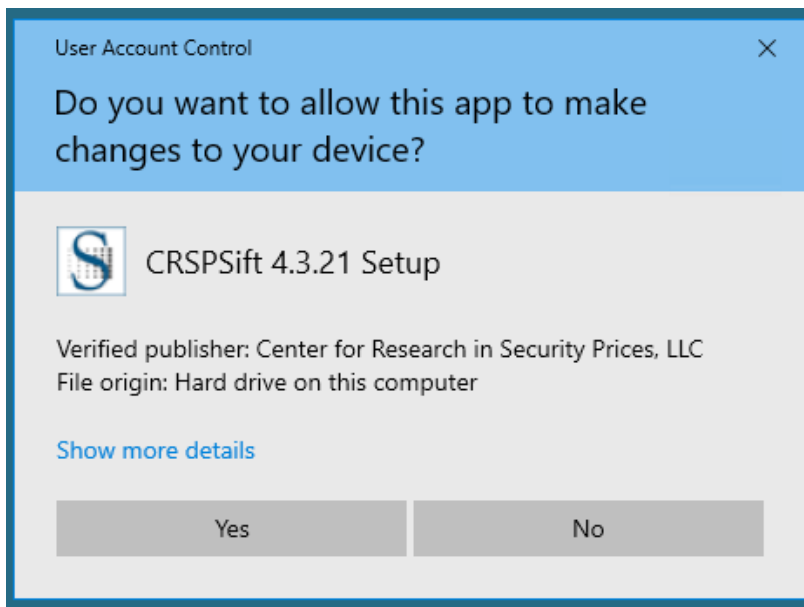 User Account Control
Do you want to allow this app to make
changes to your device?
S
CRSPSift 4.3.21 Setup
Verified publisher: Center for Research in Security Prices, LLC
File origin: Hard drive on this computer
Show more details
Yes
No